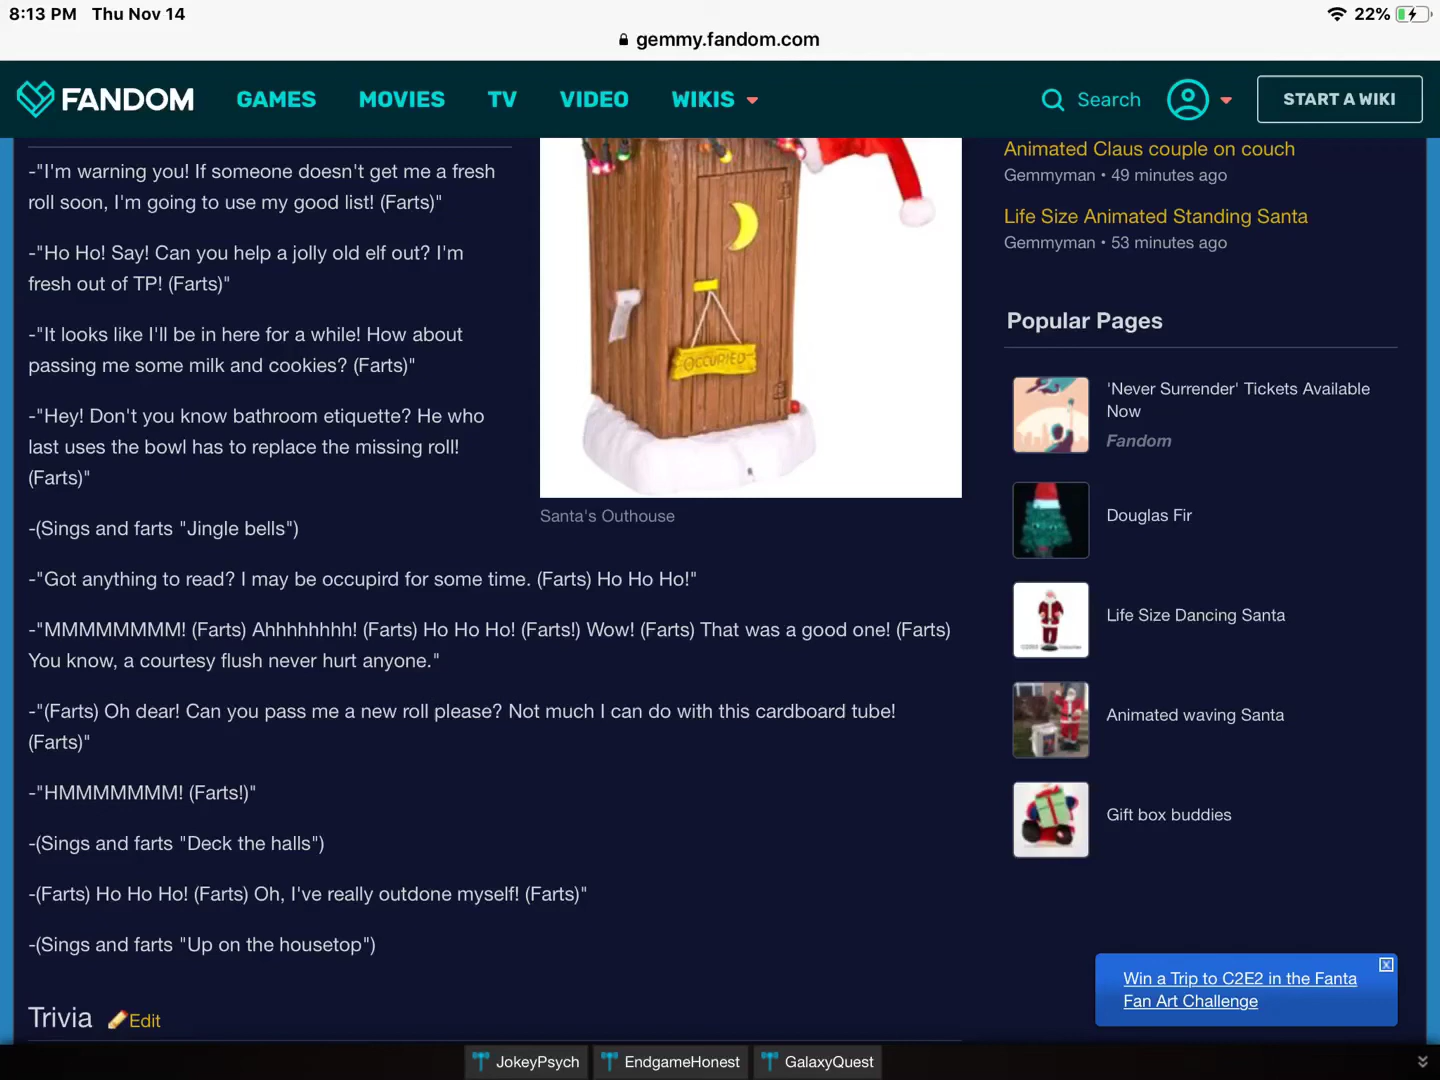 8:13 PM Thu Nov 14
22%
gemmy.fandom.com
FANDOM
GAMES
MOVIES
TV
VIDEO
WIKIS
Search
START A WIKI
-"I'm warning you! If someone doesn't get me a fresh
roll soon, I'm going to use my good list! (Farts)"
-"Ho Ho! Say! Can you help a jolly old elf out? I'm
fresh out of TP! (Farts)"
-"It looks like I'll be in here for a while! How about
passing me some milk and cookies? (Farts)"
-"Hey! Don't you know bathroom etiquette? He who
last uses the bowl has to replace the missing roll!
(Farts)"
-(Sings and farts "Jingle bells")
OCCUPIED
Santa's Outhouse
-"Got anything to read? I may be occupird for some time. (Farts) Ho Ho Ho!"
-"MMMMMMMM! (Farts) Ahhhhhhhh! (Farts) Ho Ho Ho! (Farts!) Wow! (Farts) That was a good one! (Farts)
You know, a courtesy flush never hurt anyone."
-"(Farts) Oh dear! Can you pass me a new roll please? Not much I can do with this cardboard tube!
(Farts)"
-"HMMMMMMM! (Farts!)"
-(Sings and farts "Deck the halls")
-(Farts) Ho Ho Ho! (Farts) Oh, I've really outdone myself! (Farts)"
-(Sings and farts "Up on the housetop")
Trivia Edit
Animated Claus couple on couch
Gemmyman • 49 minutes ago
Life Size Animated Standing Santa
Gemmyman • 53 minutes ago
Popular Pages
'Never Surrender' Tickets Available
Now
Fandom
Douglas Fir
Life Size Dancing Santa
Animated waving Santa
Gift box buddies
Win a Trip to C2E2 in the Fanta
Fan Art Challenge
JokeyPsych
EndgameHonest
GalaxyQuest